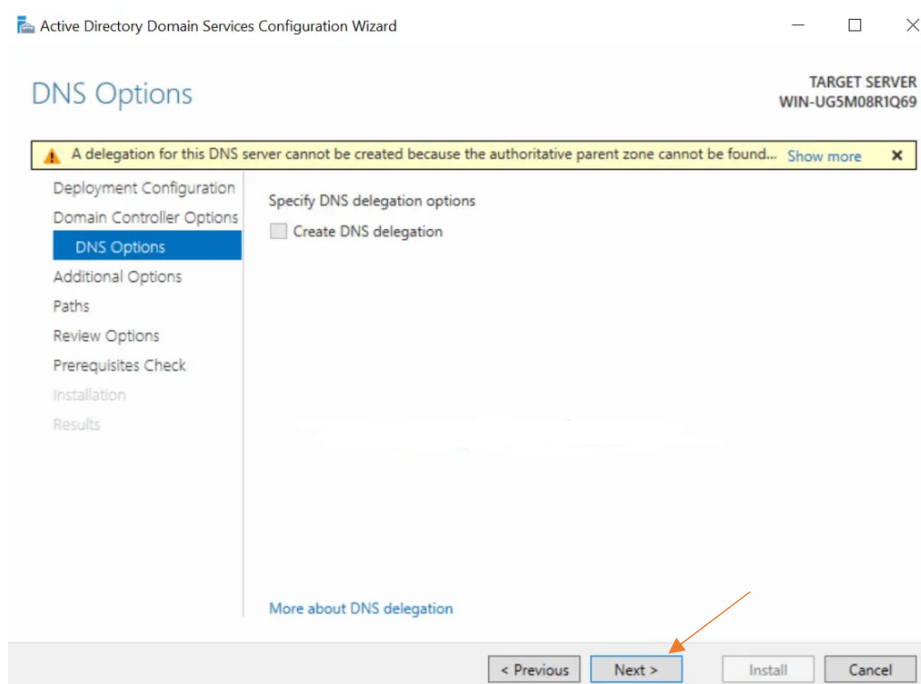 Active Directory Domain Services Configuration Wizard
DNS Options
TARGET SERVER
WIN-UG5M08R1Q69
A delegation for this DNS server cannot be created because the authoritative parent zone cannot be found... Show more
Deployment Configuration
Domain Controller Options
DNS Options
Additional Options
Paths
Review Options
Prerequisites Check
Installation
Results
Specify DNS delegation options
Create DNS delegation
More about DNS delegation
< Previous
Next >
Install
Cancel